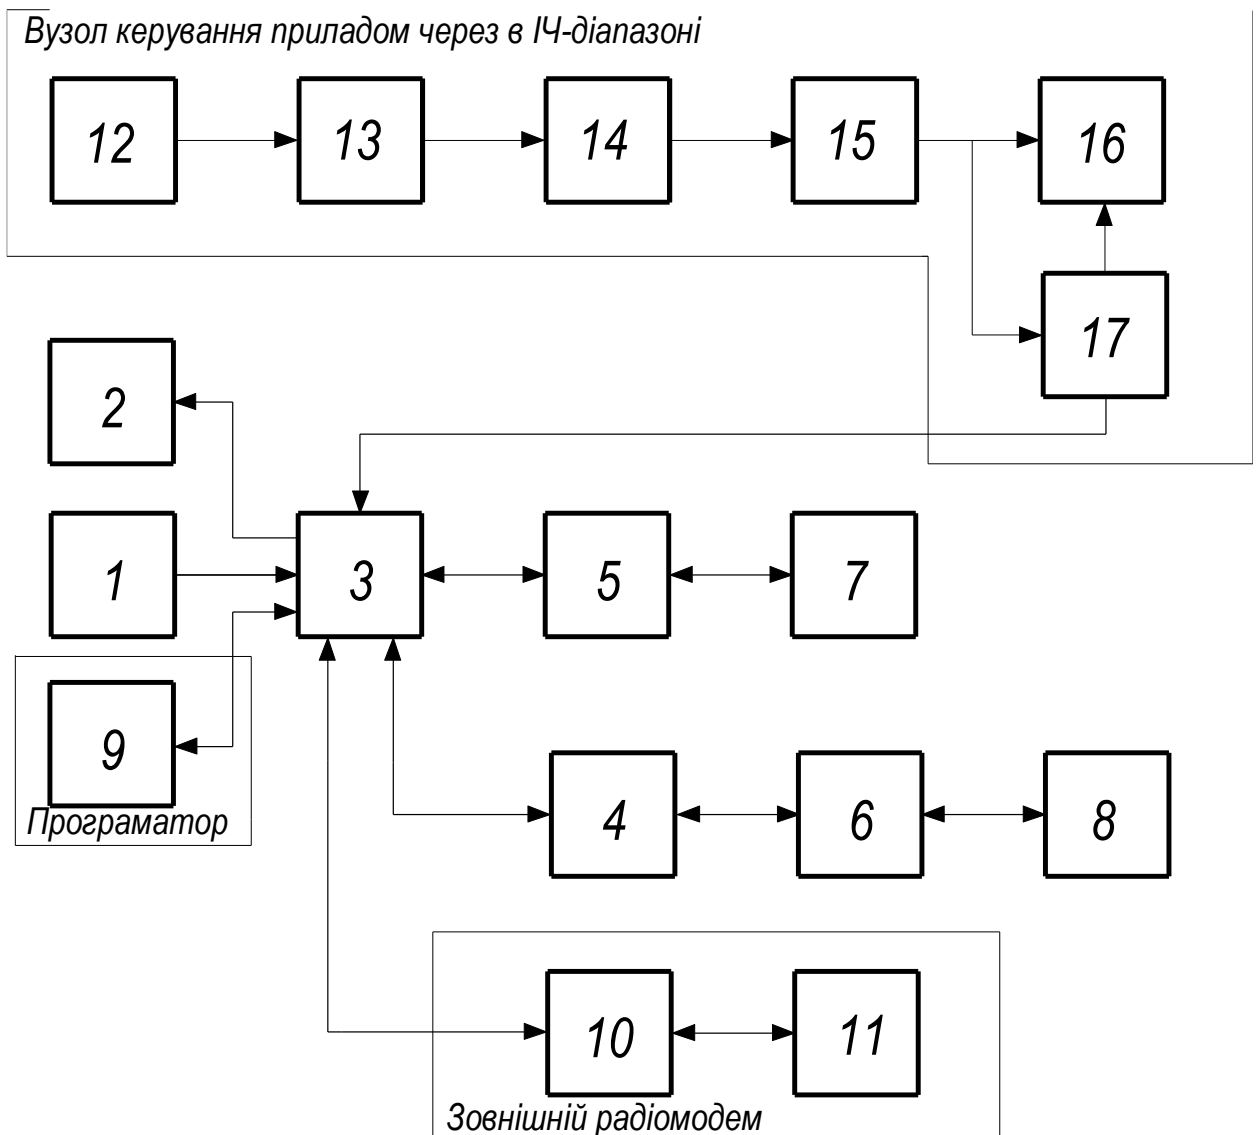 Вузол керування приладом через в ІЧ-діапазоні
12 13 14 15 16
17
2
1 3 5 7
9
Програматор
4 6 8
10 11
Зовнішній радіомодем